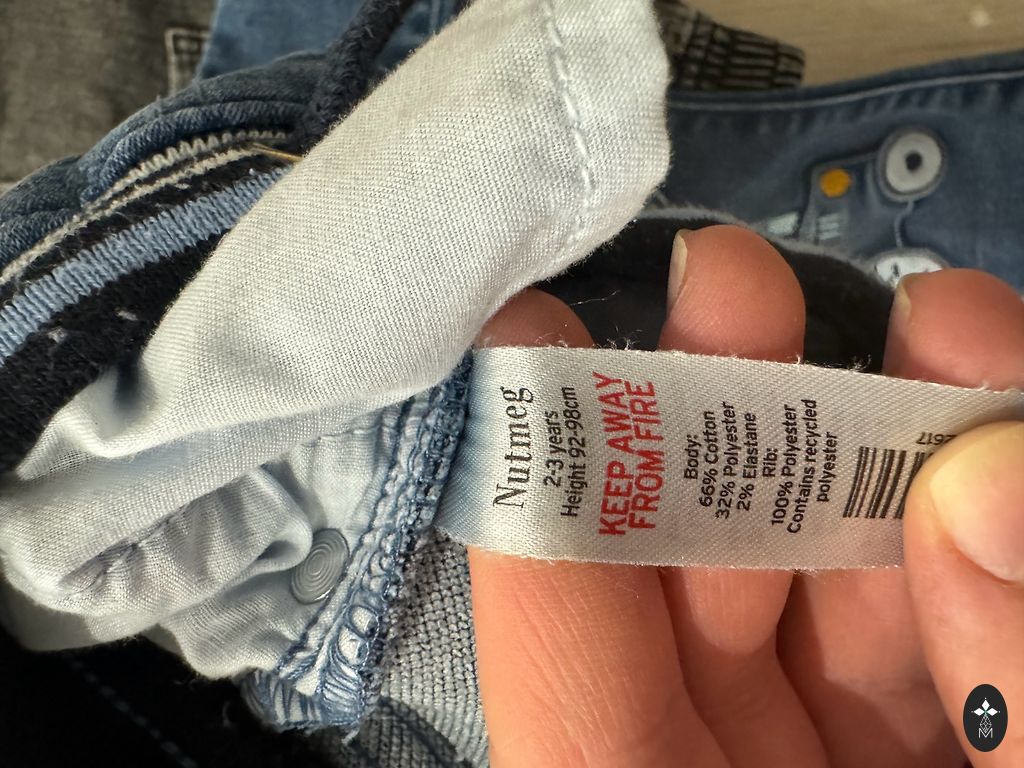 Nutmeg
2-3 years
Height 92-98cm
KEEP AWAY
FROM FIRE
Body:
66% Cotton
32% Polyester
2% Elastane
Rib:
100% Polyester
Contains recycled
polyester
2617
M